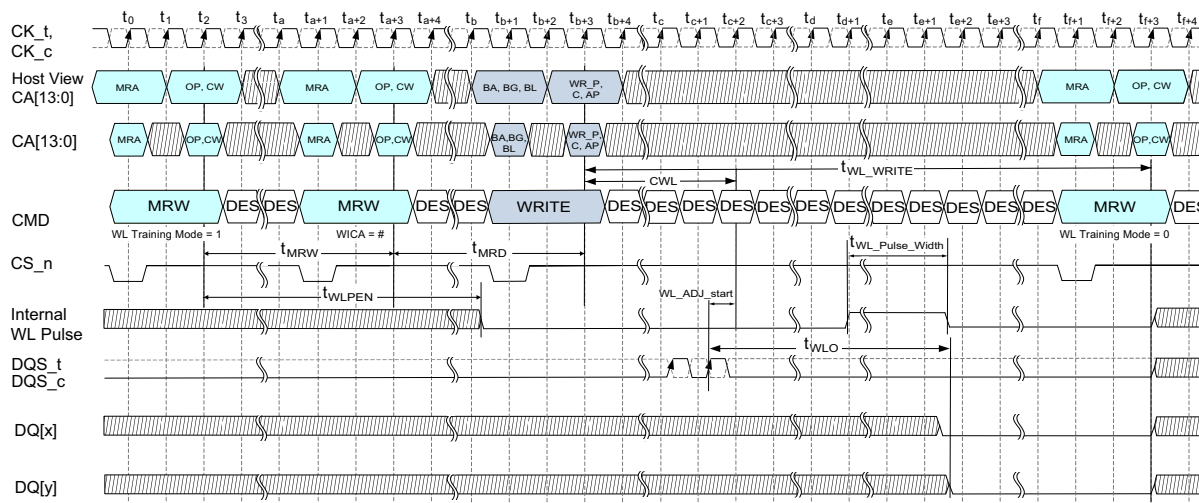 t0 t1 t2 t3 ta ta+1 ta+2 ta+3 ta+4 tb tb+1 tb+2 tb+3 tb+4 tc tc+1 tc+2 tc+3 td td+1 te te+1 te+2 te+3 tf tf+1 tf+2 tf+3 tf+4
CK_t,
CK_c
Host View
CA[13:0]
MRA OP, CW MRA OP, CW BA, BG, BL WR_P, C, AP MRA OP, CW
CA[13:0]
MRA OP,CW MRA OP,CW BA,BG, BL WR_P, C, AP MRA OP,CW
tWL_WRITE
CWL
CMD
MRW DES DES MRW DES DES WRITE DES DES DES DES DES DES DES DES DES DES DES MRW DES
WL Training Mode = 1 WICA = # WL Training Mode = 0
tMRW tMRD tWL_Pulse_Width
CS_n
tWLPEN WL_ADJ_start
Internal
WL Pulse
tWLO
DQS_t
DQS_c
DQ[x]
DQ[y]